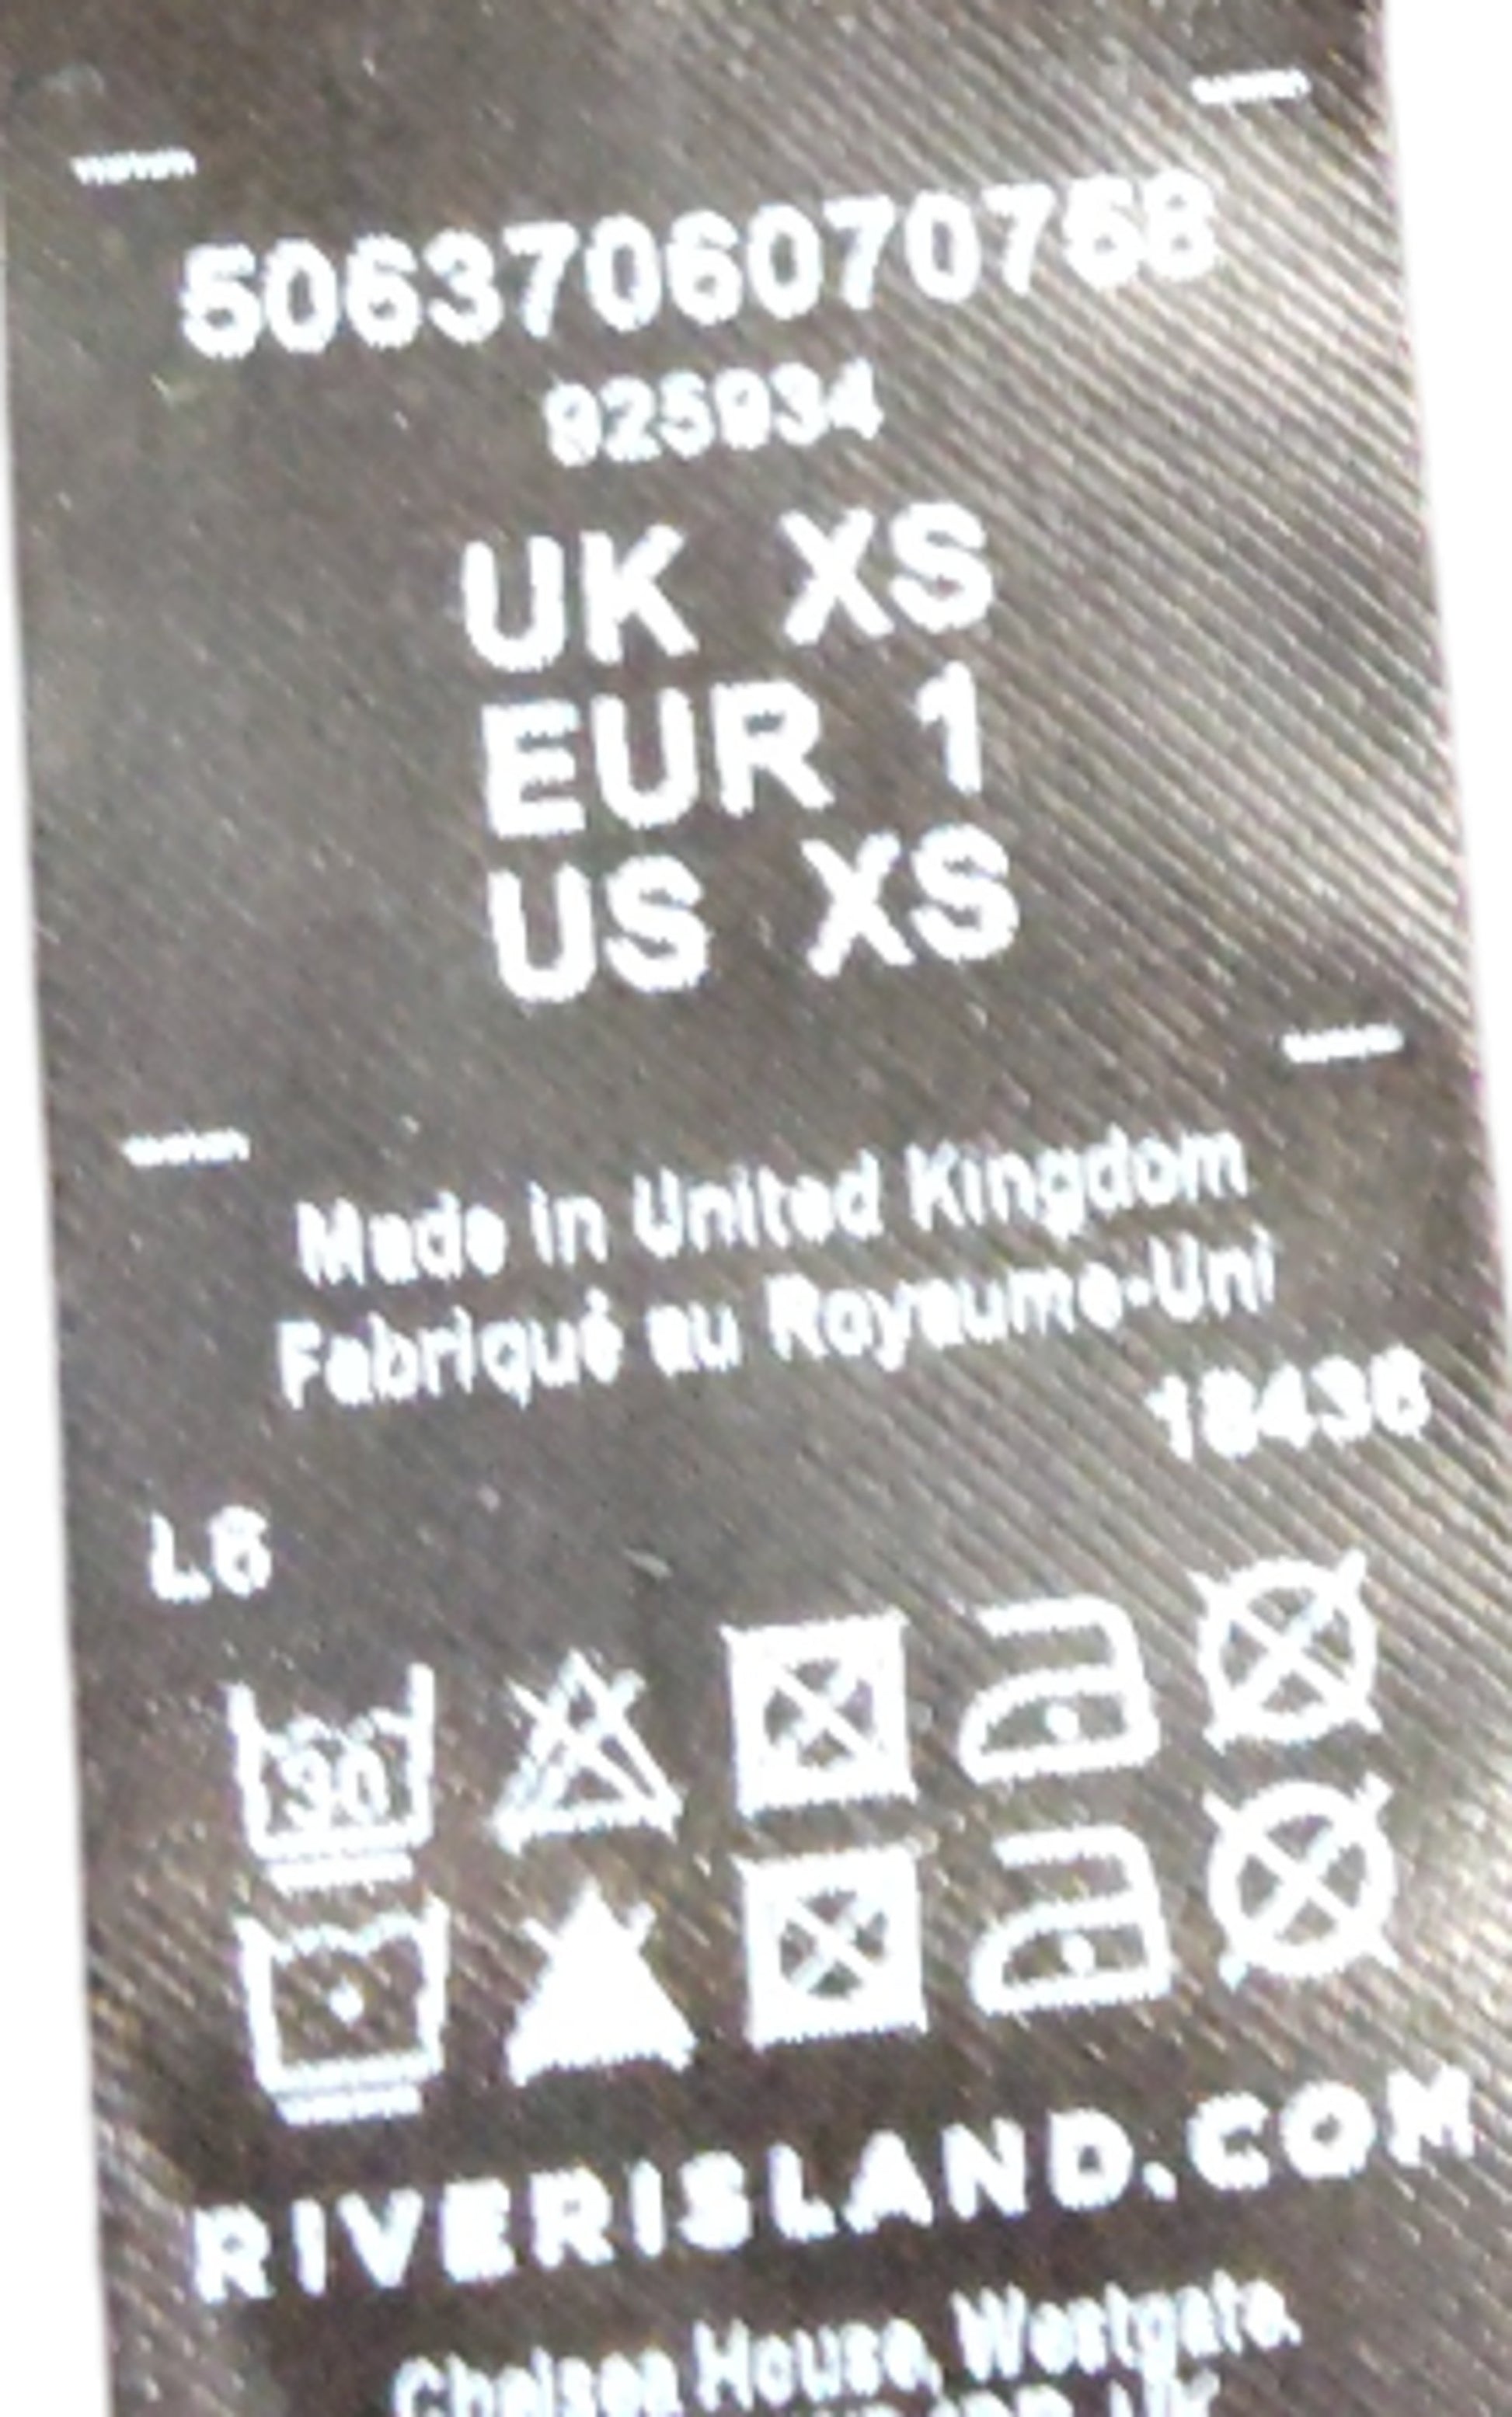 5063706070758
925934
UK XS
EUR 1
US XS
Made in United Kingdom
Fabriqué au Royaume-Uni
18436
L6
30
RIVERISLAND.COM
Chelsea House, Westgate,
UK